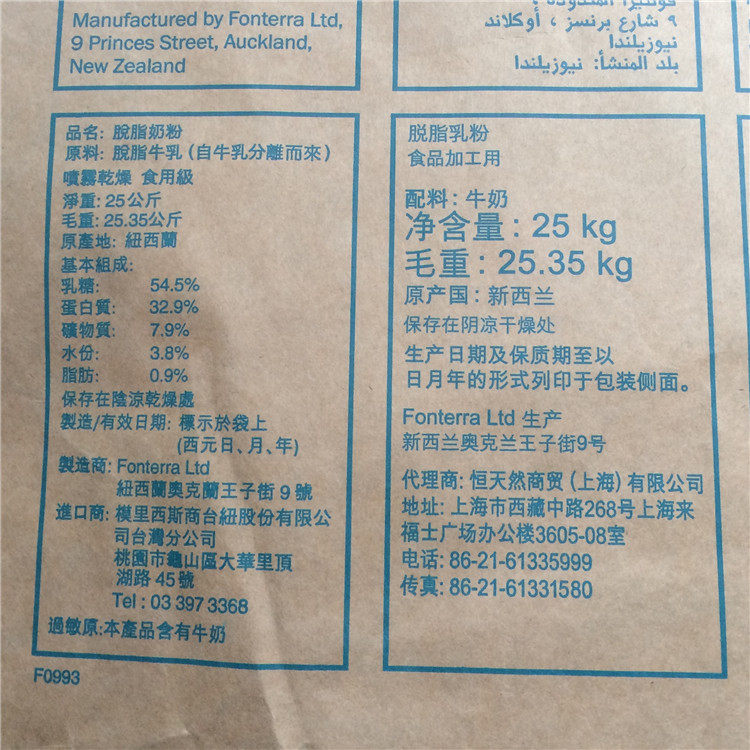 Manufactured by Fonterra Ltd,
9 Princes Street, Auckland,
New Zealand
٩ شارع برنسز ، أوكلاند
نيوزيلندا
بلد المنشأ: نيوزيلندا
品名: 脫脂奶粉
原料: 脫脂牛乳 (自牛乳分離而來)
噴霧乾燥 食用級
淨重: 25公斤
毛重: 25.35公斤
原產地: 紐西蘭
基本組成:
乳糖: 54.5%
蛋白質: 32.9%
礦物質: 7.9%
水份: 3.8%
脂肪: 0.9%
保存在陰涼乾燥處
製造/有效日期: 標示於袋上
(西元日、月、年)
製造商: Fonterra Ltd
紐西蘭奧克蘭王子街 9 號
進口商: 模里西斯商台紐股份有限公
司台灣分公司
桃園市龜山區大華里頂
湖路 45號
Tel : 03 397 3368
過敏原:本產品含有牛奶
F0993
脱脂乳粉
食品加工用
配料: 牛奶
净含量: 25 kg
毛重: 25.35 kg
原产国: 新西兰
保存在阴凉干燥处
生产日期及保质期至以
日月年的形式列印于包装侧面。
Fonterra Ltd 生产
新西兰奥克兰王子街9号
代理商: 恒天然商贸 (上海) 有限公司
地址: 上海市西藏中路268号上海来
福士广场办公楼3605-08室
电话: 86-21-61335999
传真: 86-21-61331580